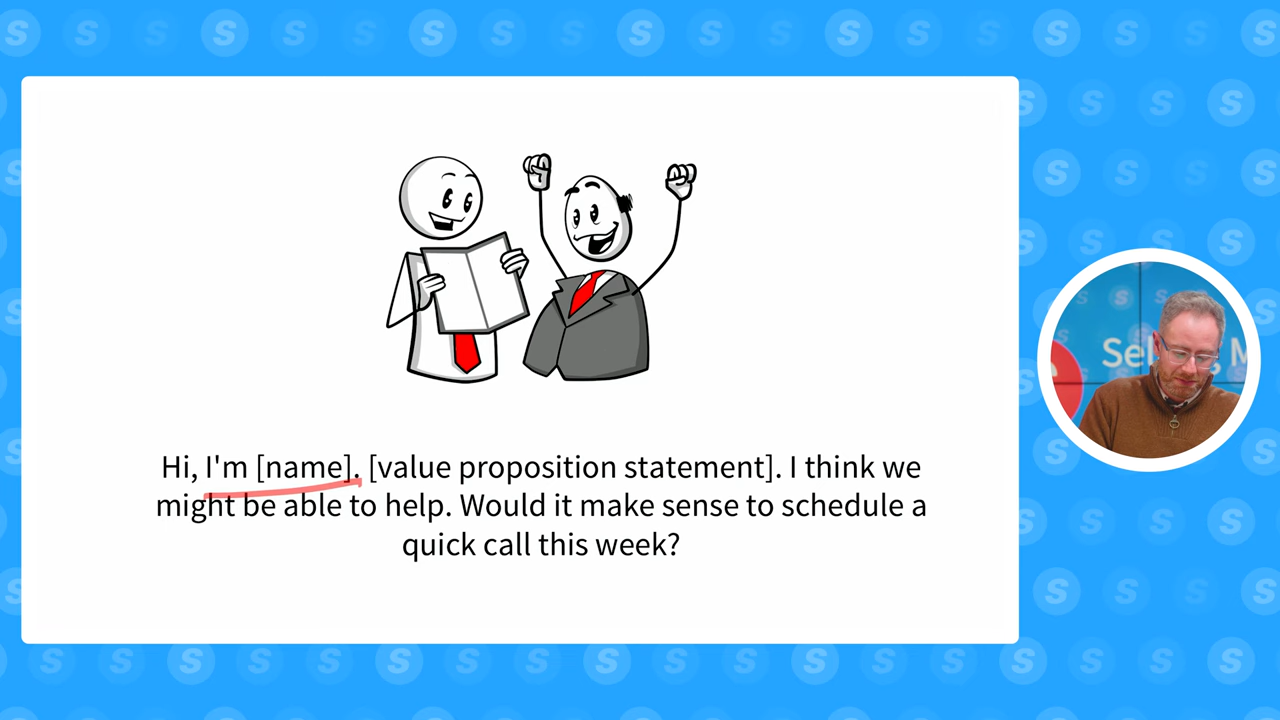 Hi, I'm [name]. [value proposition statement]. I think we
might be able to help. Would it make sense to schedule a
quick call this week?